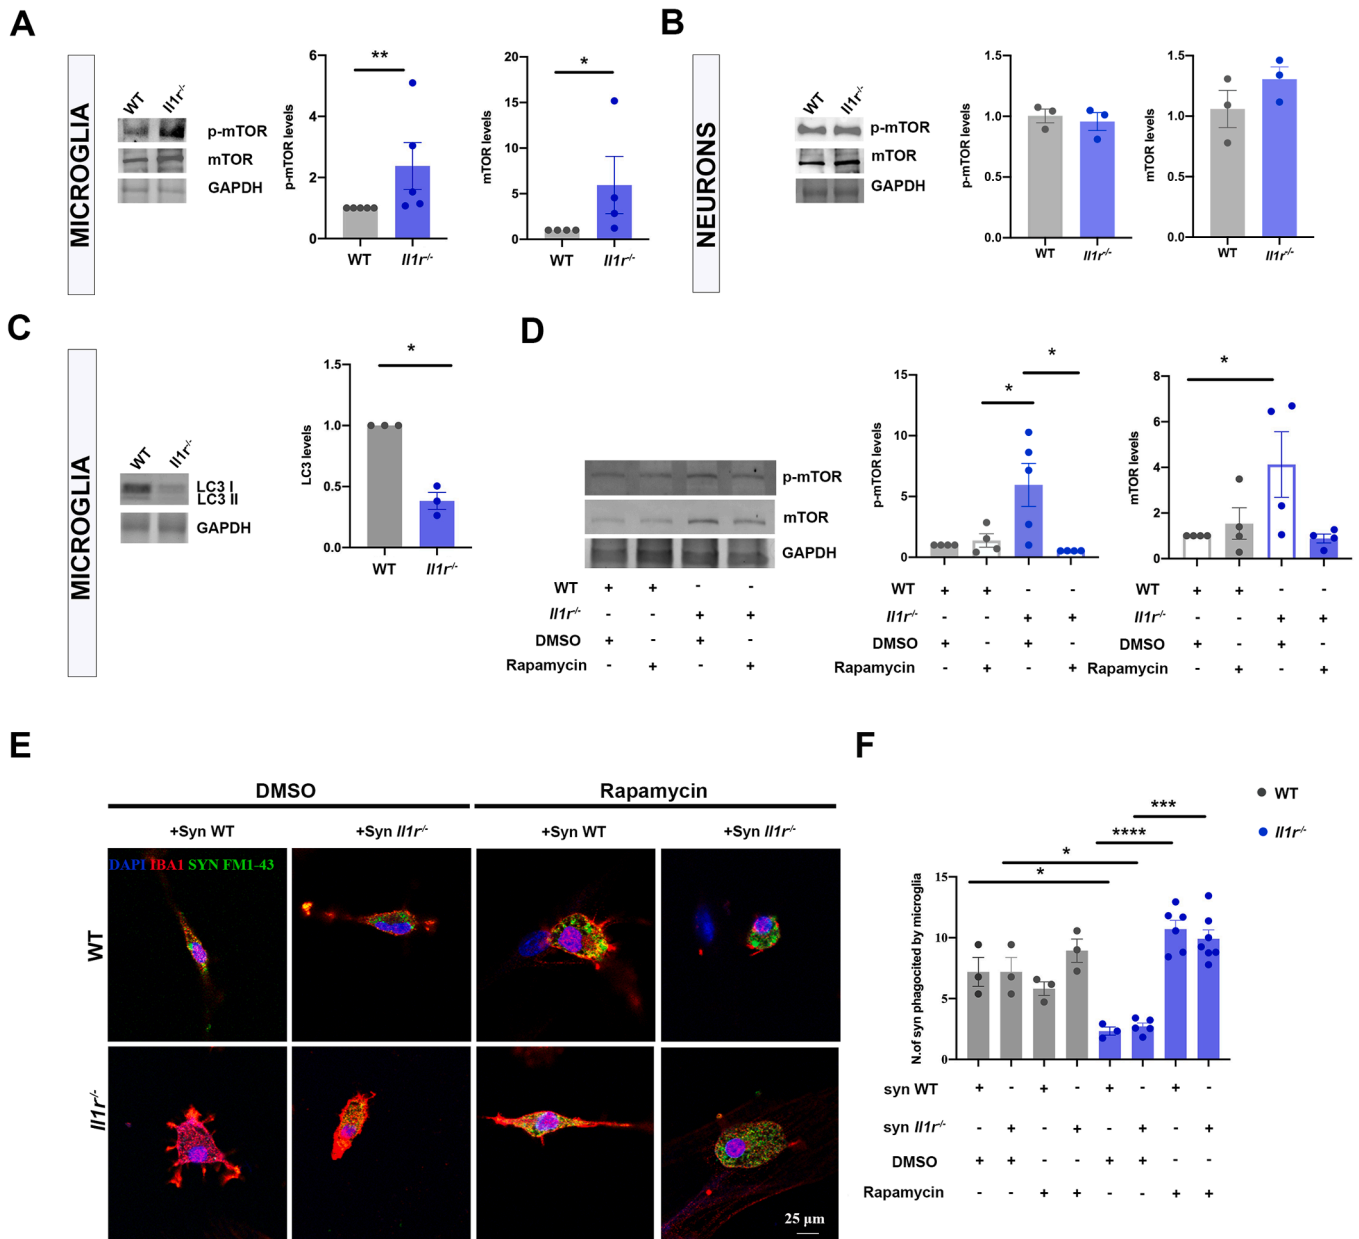 A
MICROGLIA
WT Il1r-/-
p-mTOR
mTOR
GAPDH
p-mTOR levels
6
4
2
0
**
WT Il1r-/-
mTOR levels
20
15
10
5
0
*
WT Il1r-/-
B
NEURONS
WT Il1r-/-
p-mTOR
mTOR
GAPDH
p-mTOR levels
1.5
1.0
0.5
0.0
WT Il1r-/-
mTOR levels
1.5
1.0
0.5
0.0
WT Il1r-/-
C
MICROGLIA
WT Il1r-/-
LC3 I
LC3 II
GAPDH
LC3 levels
1.5
1.0
0.5
0.0
*
WT Il1r-/-
D
p-mTOR
mTOR
GAPDH
WT + + - -
Il1r-/- - - + +
DMSO + - + -
Rapamycin - + - +
p-mTOR levels
15
10
5
0
*
*
WT + + - -
Il1r-/- - - + +
DMSO + - + -
Rapamycin - + - +
mTOR levels
8
6
4
2
0
*
WT + + - -
Il1r-/- - - + +
DMSO + - + -
Rapamycin - + - +
E
DMSO Rapamycin
+Syn WT +Syn Il1r-/- +Syn WT +Syn Il1r-/-
DAPI IBA1 SYN FM1-43
WT
Il1r-/-
25 µm
F
WT
Il1r-/-
***
****
*
*
N.of syn phagocited by microglia
15
10
5
0
syn WT + - + - + - + -
syn Il1r-/- - + - + - + - +
DMSO + + - - + + - -
Rapamycin - - + + - - + +